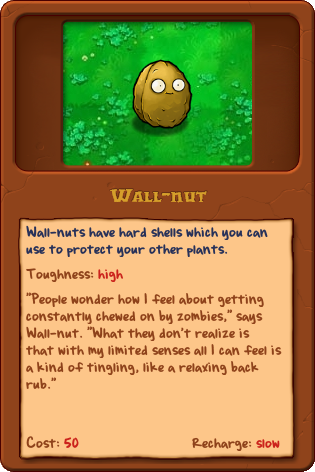 Wall-nut
Wall-nuts have hard shells which you can
use to protect your other plants.
Toughness: high
"People wonder how I feel about getting
constantly chewed on by zombies," says
Wall-nut. "What they don't realize is
that with my limited senses all I can feel is
a kind of tingling, like a relaxing back
rub."
Cost: 50 Recharge: slow